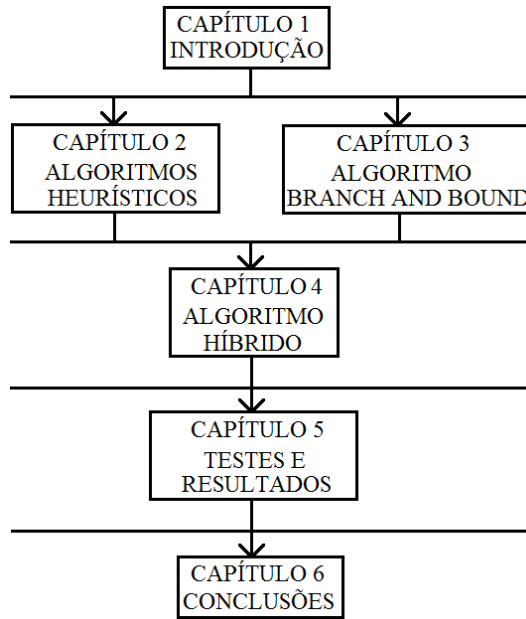 CAPÍTULO 1
INTRODUÇÃO
CAPÍTULO 2
ALGORITMOS
HEURÍSTICOS
CAPÍTULO 3
ALGORITMO
BRANCH AND BOUND
CAPÍTULO 4
ALGORITMO
HÍBRIDO
CAPÍTULO 5
TESTES E
RESULTADOS
CAPÍTULO 6
CONCLUSÕES